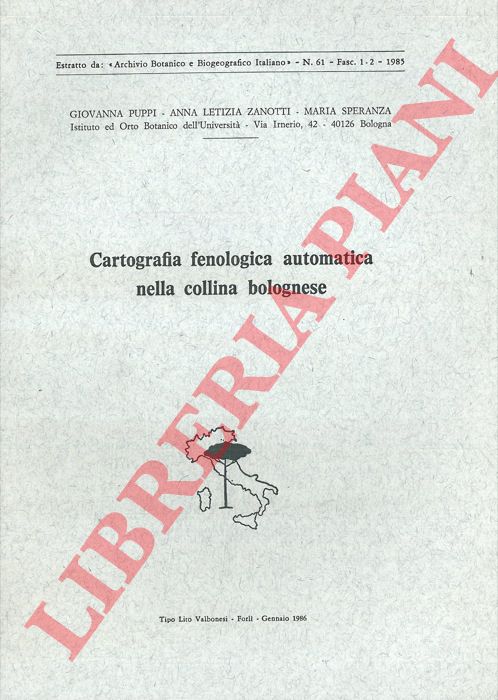 Estratto da: «Archivio Botanico e Biogeografico Italiano» - N. 61 - Fasc. 1-2 - 1985
GIOVANNA PUPPI - ANNA LETIZIA ZANOTTI - MARIA SPERANZA
Istituto ed Orto Botanico dell'Università - Via Irnerio, 42 - 40126 Bologna
Cartografia fenologica automatica
nella collina bolognese
LIBRERIA PIANI
Tipo Lito Valbonesi - Forlì - Gennaio 1986